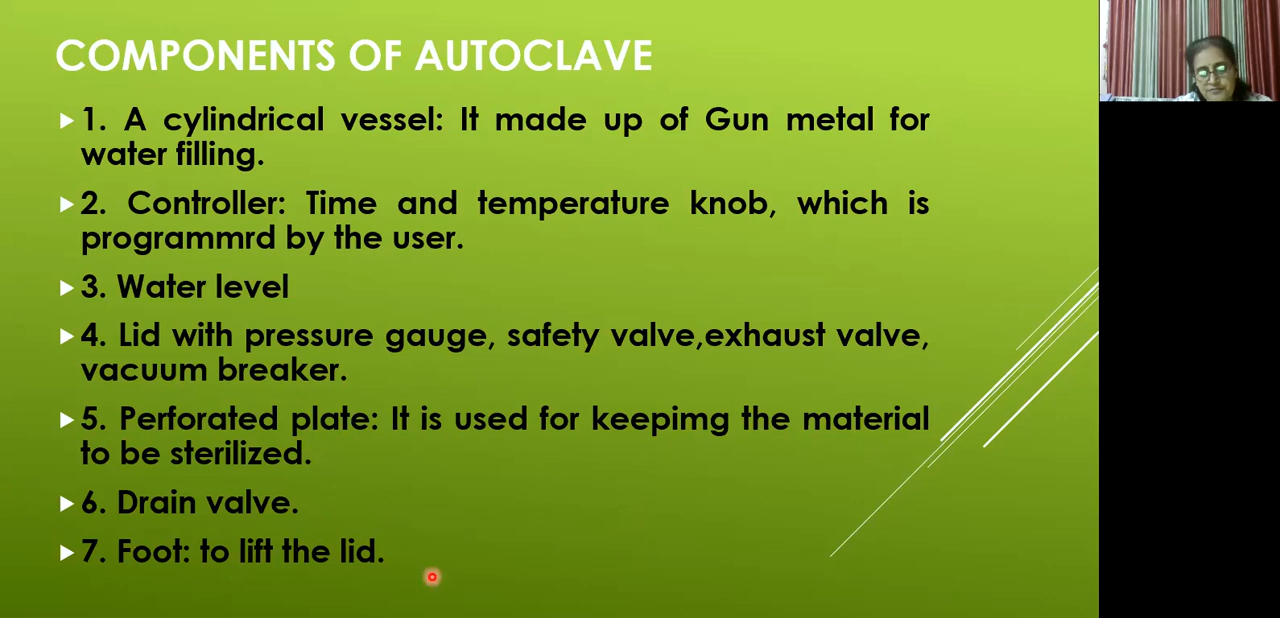 COMPONENTS OF AUTOCLAVE
1. A cylindrical vessel: It made up of Gun metal for
water filling.
2. Controller: Time and temperature knob, which is
programmrd by the user.
3. Water level
4. Lid with pressure gauge, safety valve,exhaust valve,
vacuum breaker.
5. Perforated plate: It is used for keepimg the material
to be sterilized.
6. Drain valve.
7. Foot: to lift the lid.